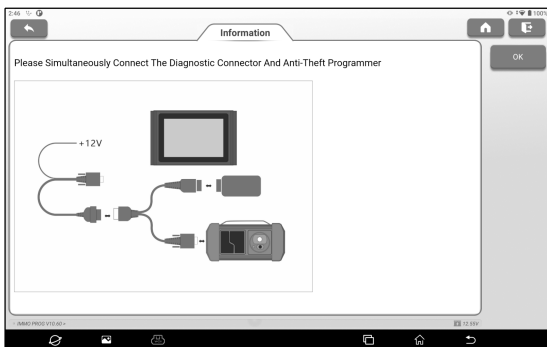 2:46
100%
Information
Please Simultaneously Connect The Diagnostic Connector And Anti-Theft Programmer
OK
+12V
< IMMO PROG V10.60 >
12.55V